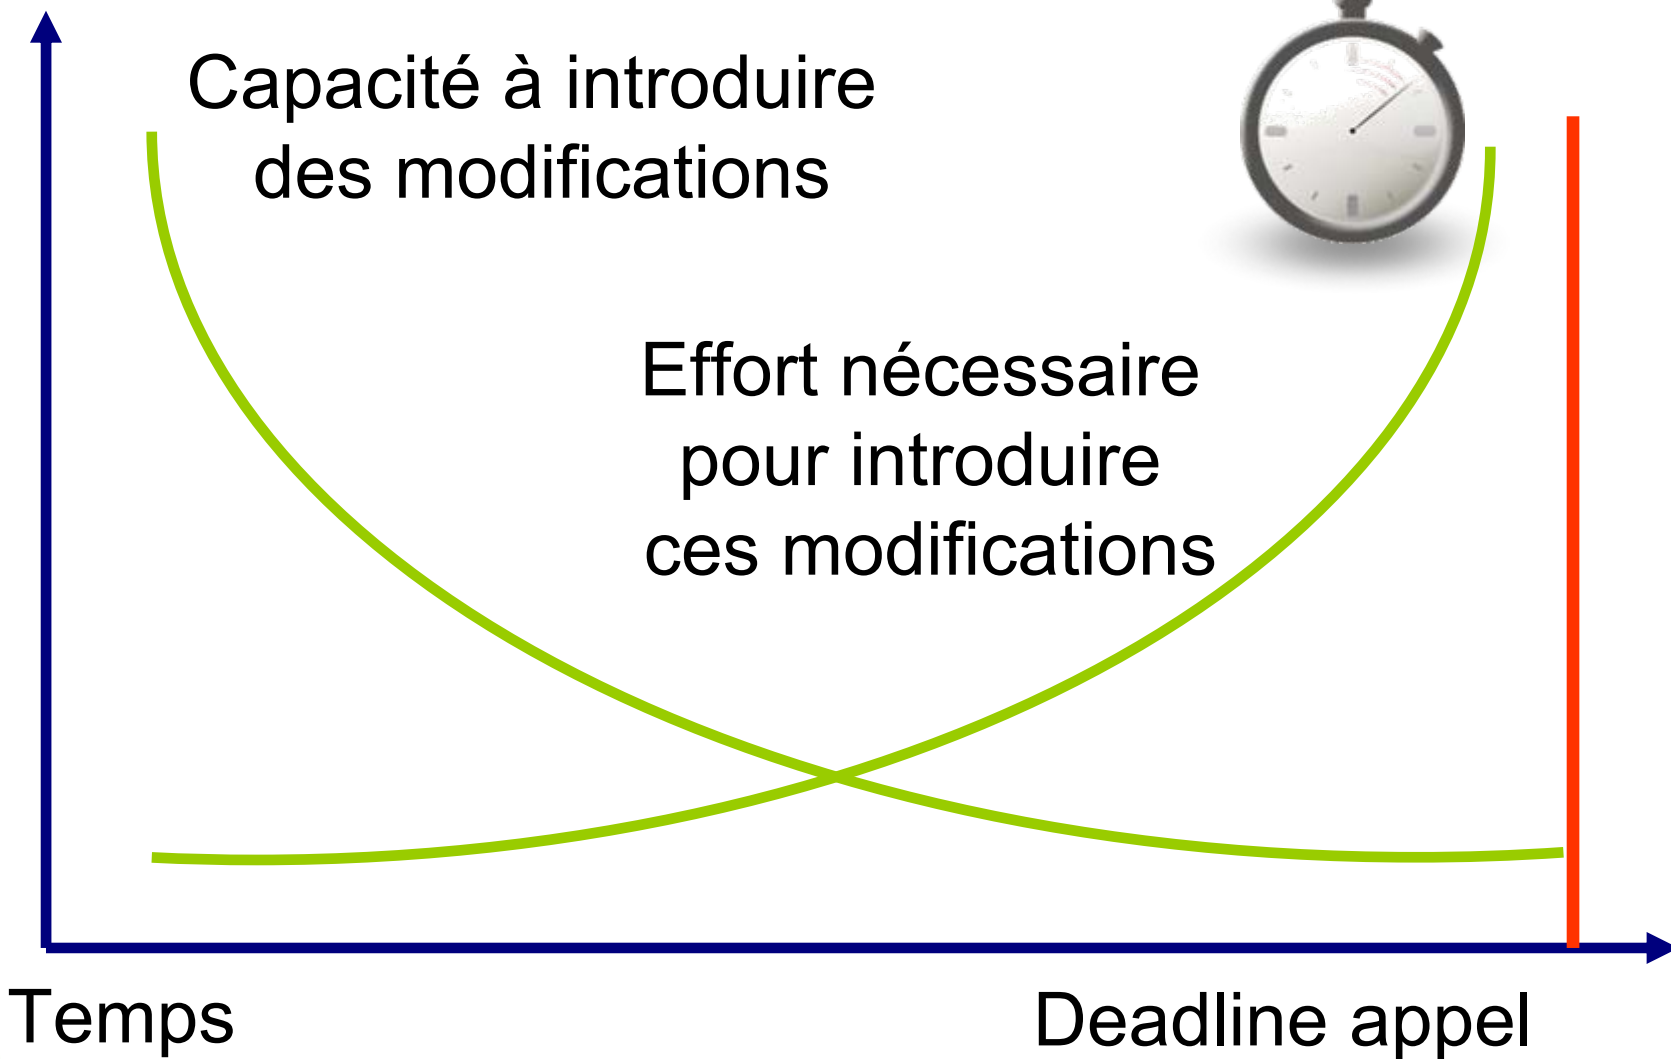 Capacité à introduire
des modifications
Effort nécessaire
pour introduire
ces modifications
Temps
Deadline appel